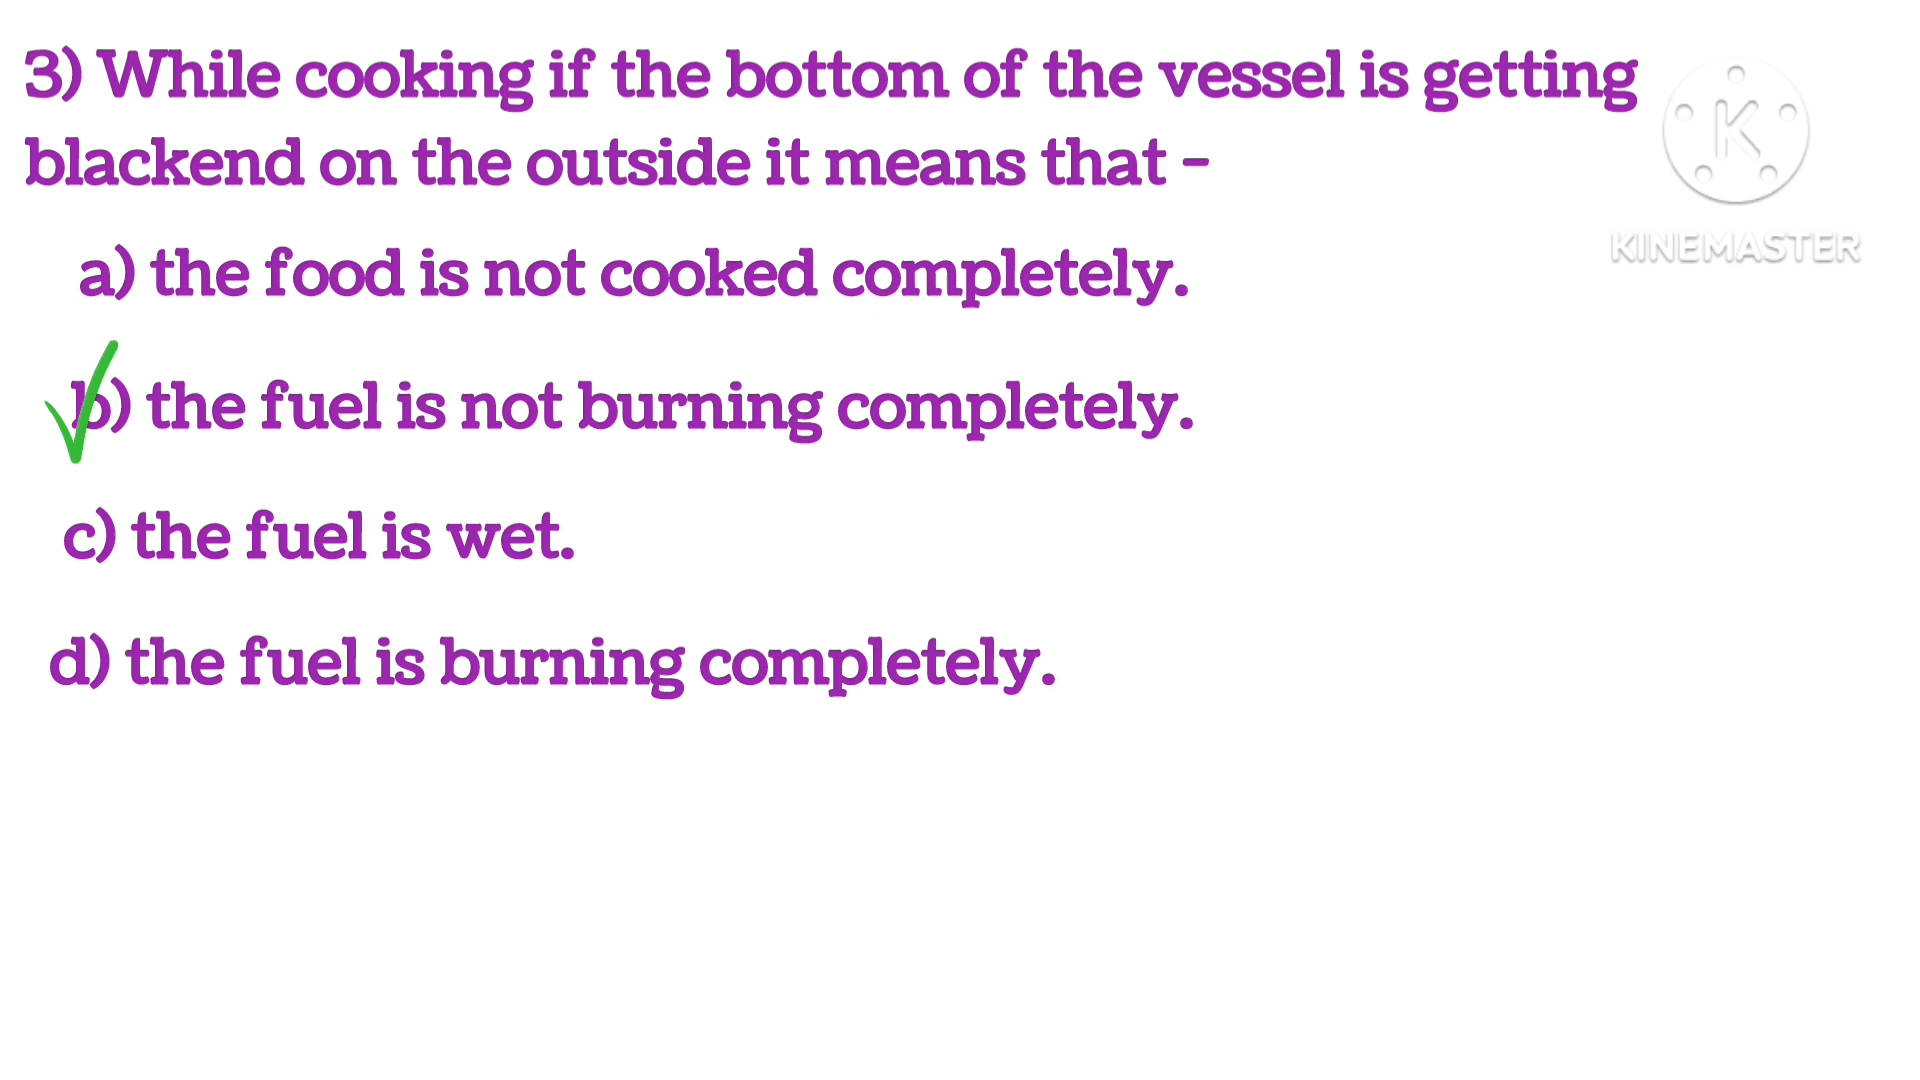 3) While cooking if the bottom of the vessel is getting
blackend on the outside it means that -
a) the food is not cooked completely.
b) the fuel is not burning completely.
c) the fuel is wet.
d) the fuel is burning completely.
K
KINEMASTER